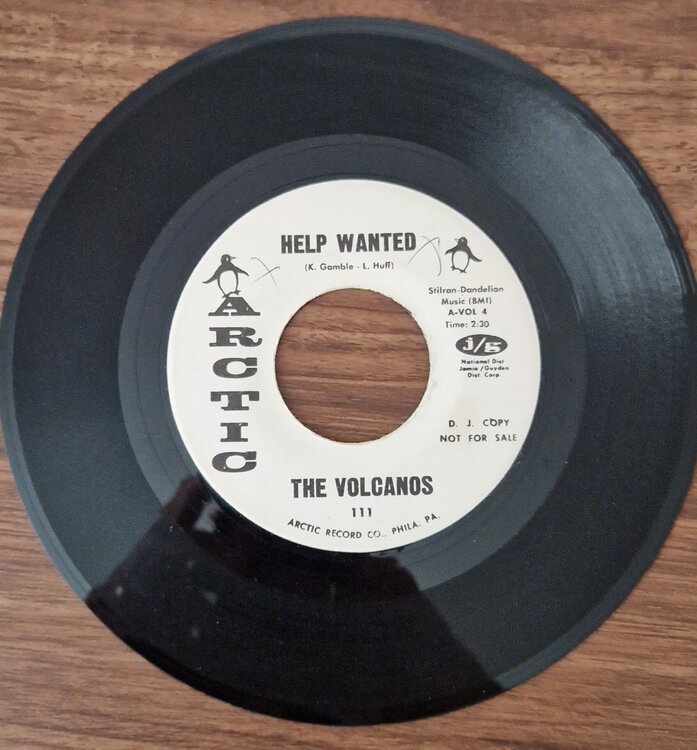 HELP WANTED
(K. Gamble - L. Huff)
ARCTIC
Stilran-Dandelion
Music (BMI)
A-VOL 4
Time: 2:30
j/g
National Dist
Jamie/Guyden
Dist Corp
D. J. COPY
NOT FOR SALE
THE VOLCANOS
111
ARCTIC RECORD CO., PHILA, PA.